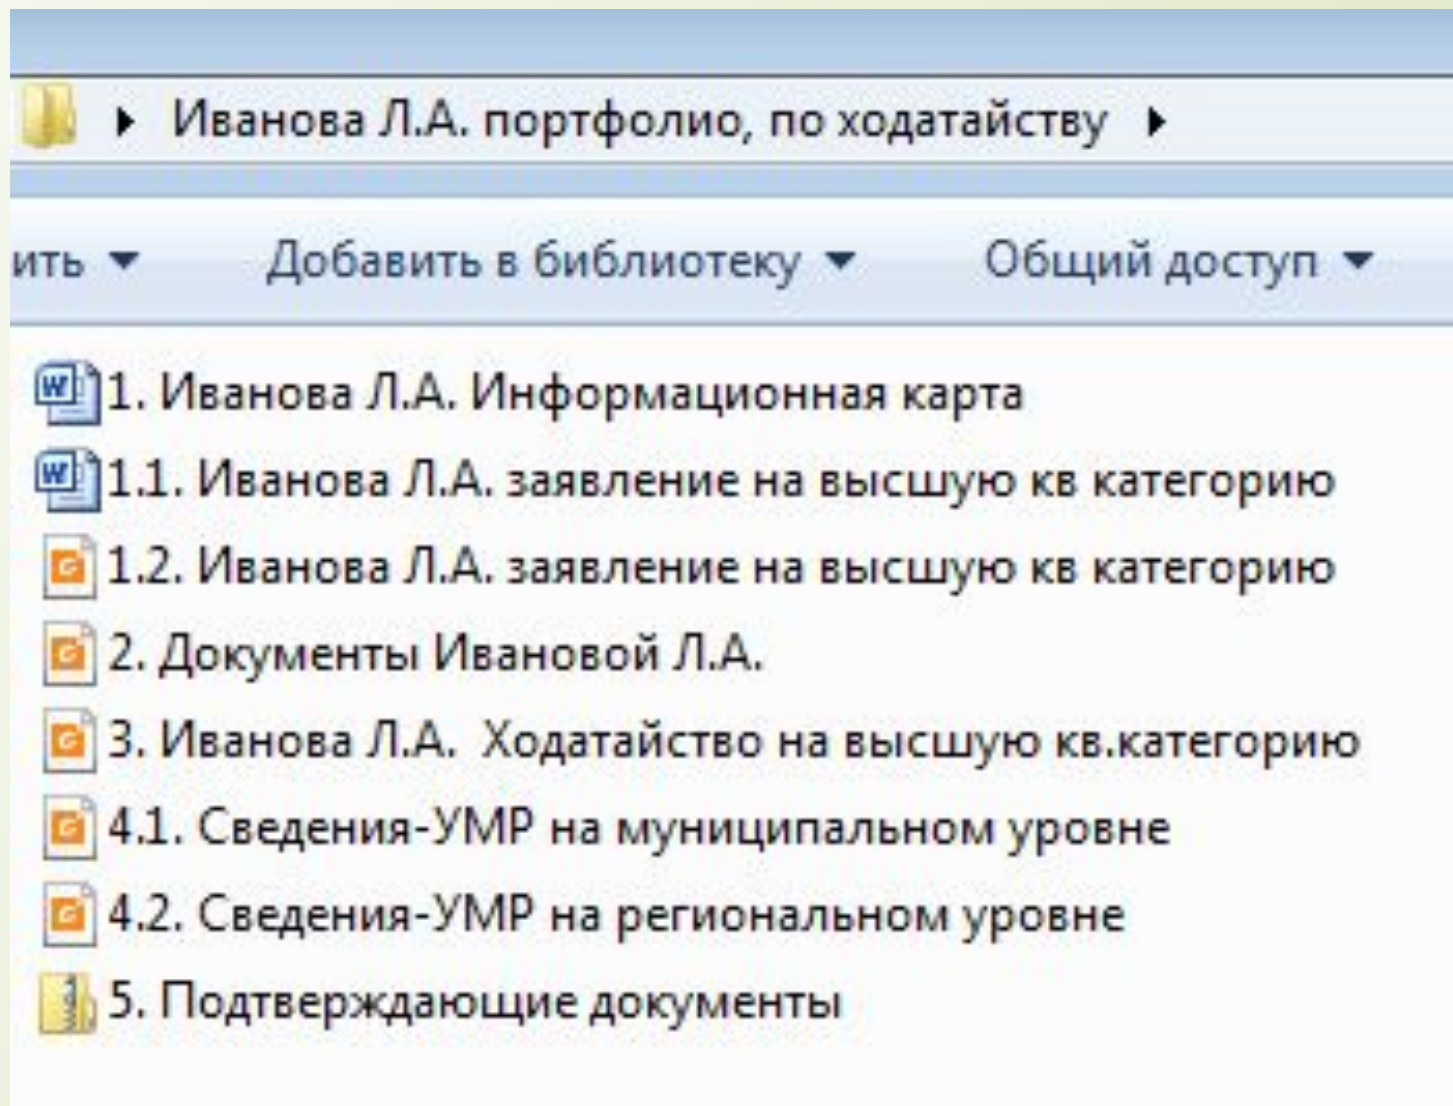 Иванова Л.А. портфолио, по ходатайству
ить Добавить в библиотеку Общий доступ
1. Иванова Л.А. Информационная карта
1.1. Иванова Л.А. заявление на высшую кв категорию
1.2. Иванова Л.А. заявление на высшую кв категорию
2. Документы Ивановой Л.А.
3. Иванова Л.А.  Ходатайство на высшую кв.категорию
4.1. Сведения-УМР на муниципальном уровне
4.2. Сведения-УМР на региональном уровне
5. Подтверждающие документы